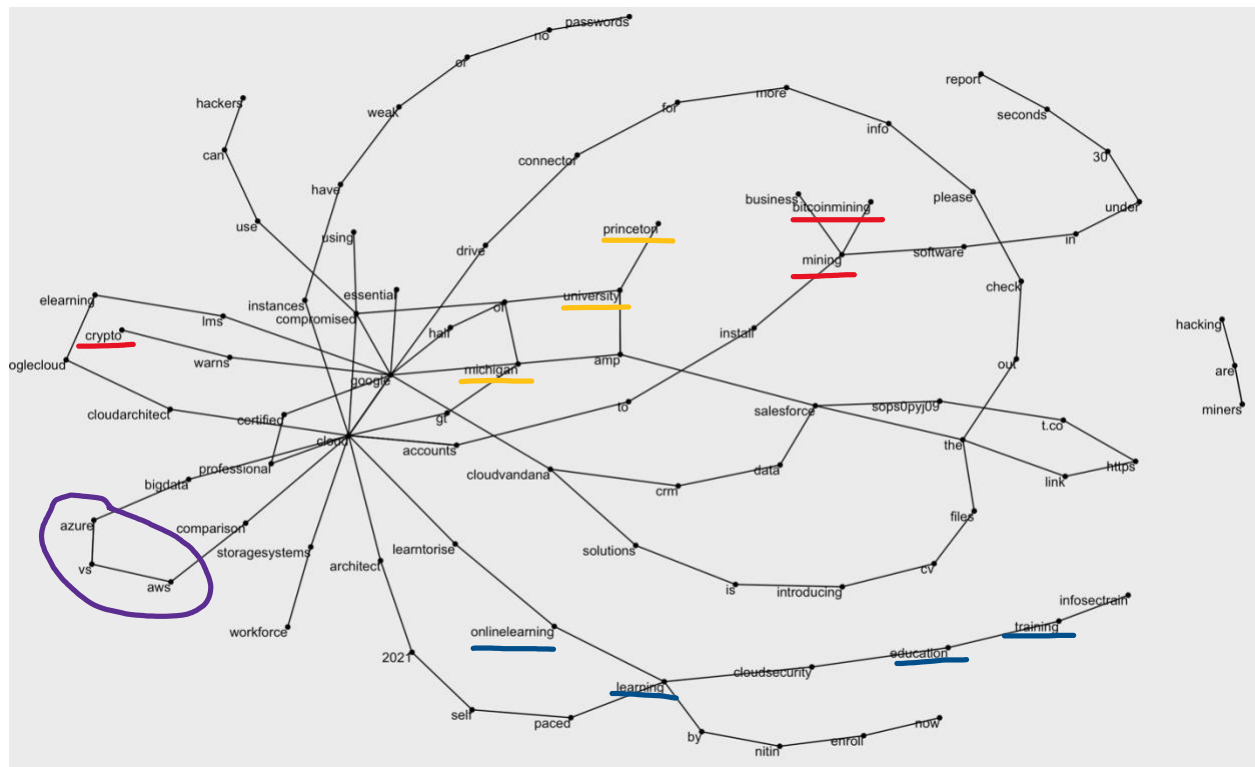 passwords
no
or
report
more
hackers
for
weak
seconds
info
30
can
connector
have
please
business
bitcoinmining
under
use
princeton
using
in
drive
software
mining
check
essential
university
elearning
instances
of
compromised
lms
hacking
half
install
crypto
warns
amp
out
oglecloud
michigan
are
google
to
sops0pyj09
miners
salesforce
cloudarchitect
certified
gt
t.co
cloud
the
accounts
professional
data
https
cloudvandana
link
bigdata
crm
files
azure
comparison
storagesystems
learntorise
solutions
architect
vs
cv
aws
is
introducing
infosectrain
workforce
onlinelearning
training
education
2021
cloudsecurity
learning
self
paced
now
by
enroll
nitin